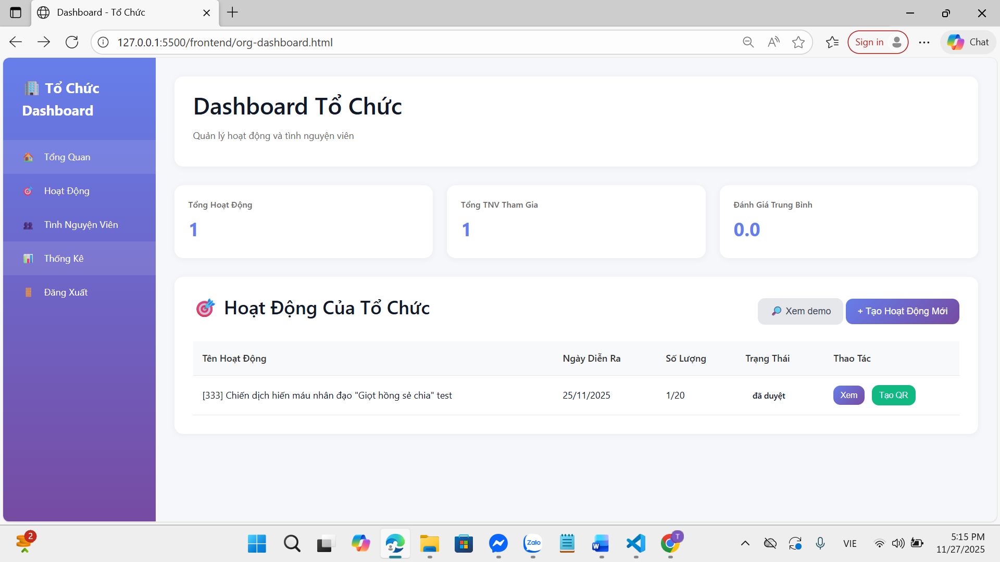 Dashboard - Tổ Chức
127.0.0.1:5500/frontend/org-dashboard.html
Sign in
Chat
Tổ Chức
Dashboard
Tổng Quan
Hoạt Động
Tình Nguyện Viên
Thống Kê
Đăng Xuất
Dashboard Tổ Chức
Quản lý hoạt động và tình nguyện viên
Tổng Hoạt Động
1
Tổng TNV Tham Gia
1
Đánh Giá Trung Bình
0.0
Hoạt Động Của Tổ Chức
Xem demo
+ Tạo Hoạt Động Mới
Tên Hoạt Động Ngày Diễn Ra Số Lượng Trạng Thái Thao Tác
[333] Chiến dịch hiến máu nhân đạo "Giọt hồng sẻ chia" test 25/11/2025 1/20 đã duyệt Xem Tạo QR
2
Zalo
W
T
VIE
5:15 PM
11/27/2025